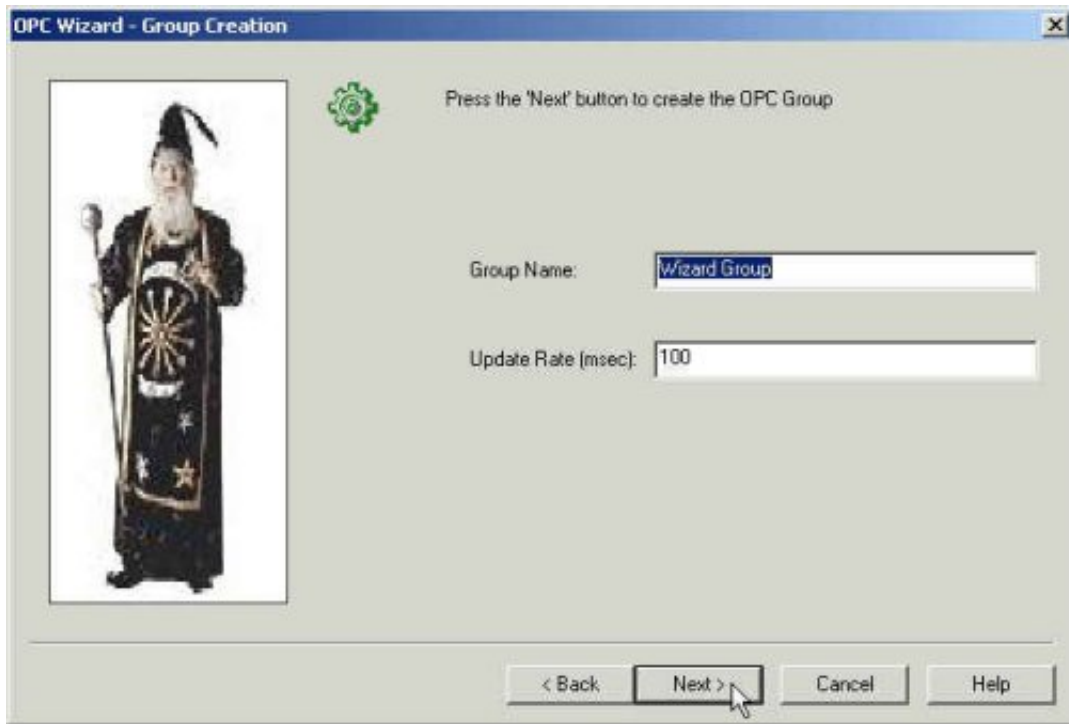 OPC Wizard - Group Creation
Press the 'Next' button to create the OPC Group
Group Name:
Wizard Group
Update Rate (msec):
100
< Back
Next >
Cancel
Help